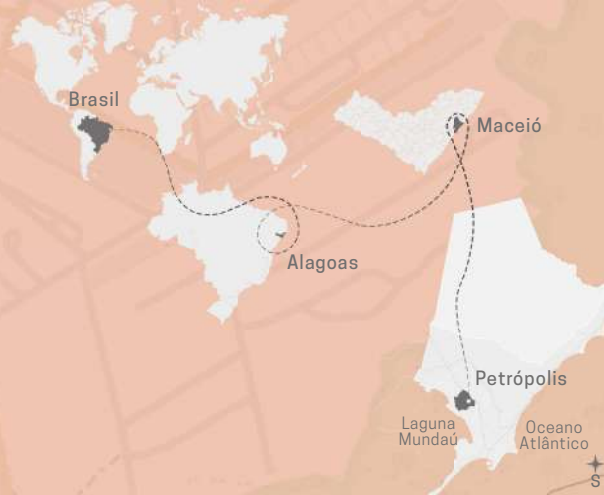 Brasil
Maceió
Alagoas
Petrópolis
Laguna
Mundaú
Oceano
Atlântico
S